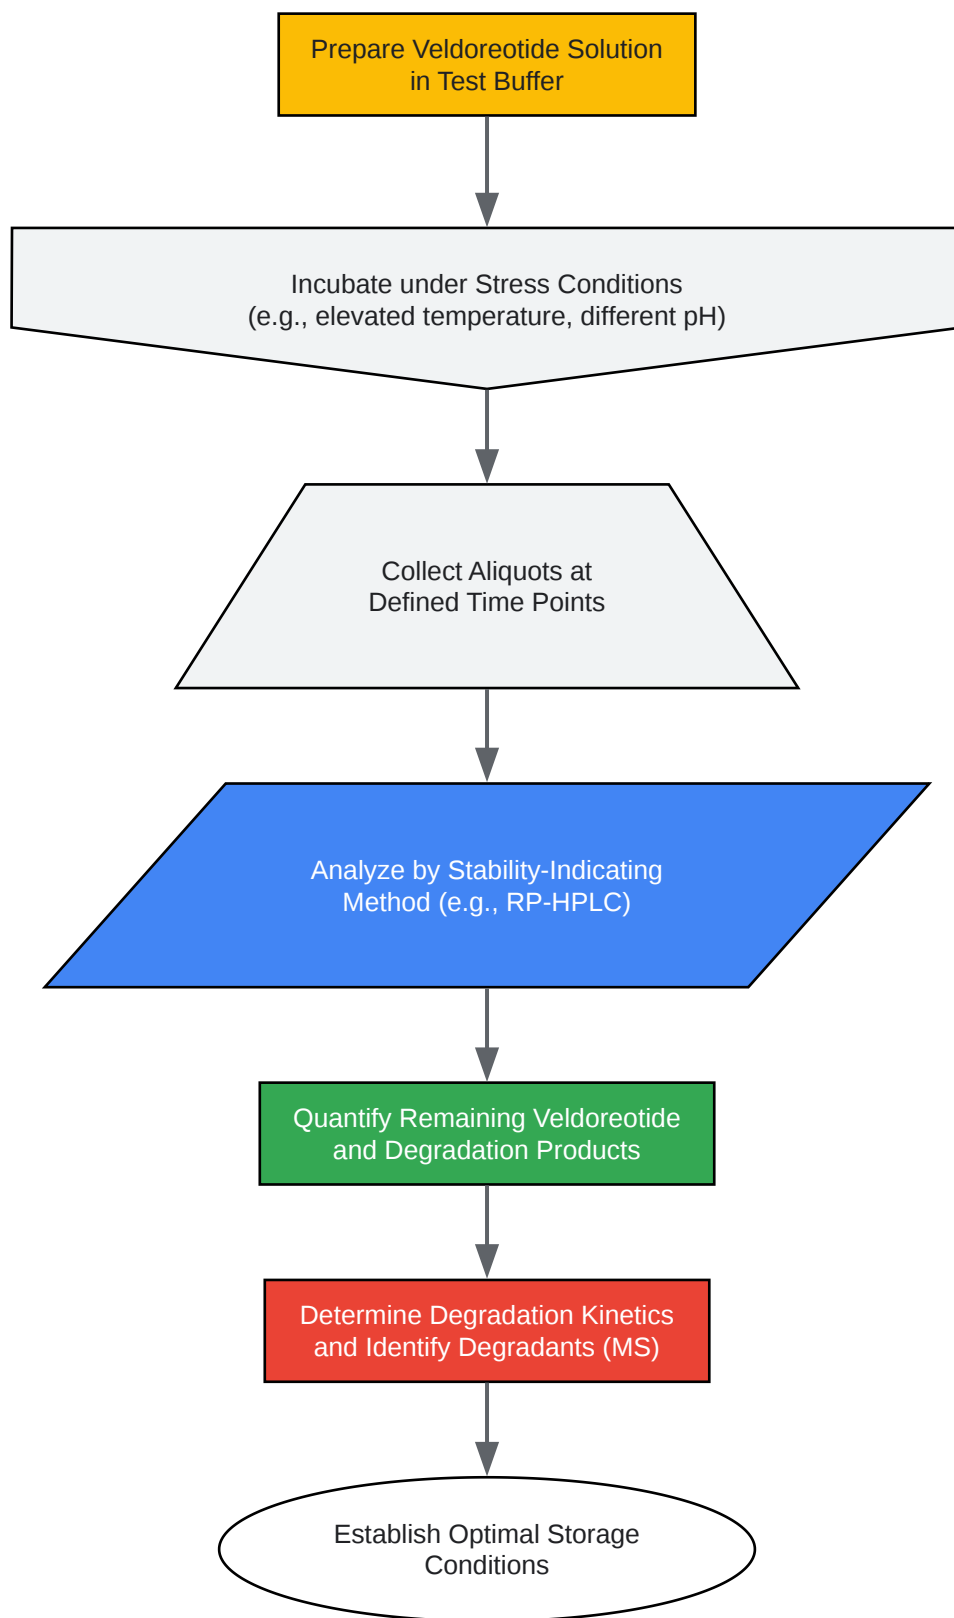 Prepare Veldoreotide Solution
in Test Buffer
Incubate under Stress Conditions
(e.g., elevated temperature, different pH)
Collect Aliquots at
Defined Time Points
Analyze by Stability-Indicating
Method (e.g., RP-HPLC)
Quantify Remaining Veldoreotide
and Degradation Products
Determine Degradation Kinetics
and Identify Degradants (MS)
Establish Optimal Storage
Conditions